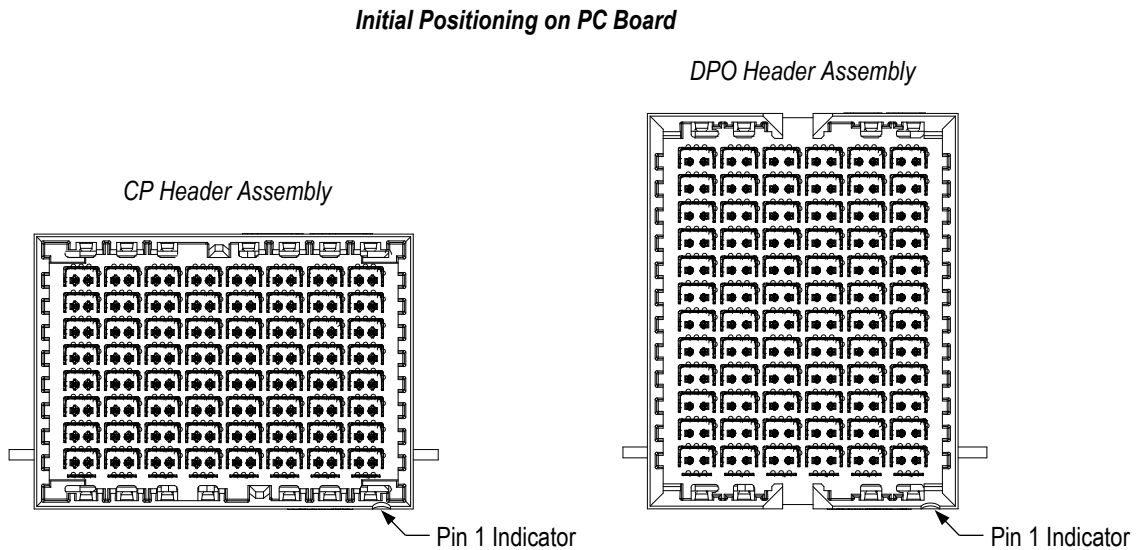 Initial Positioning on PC Board
DPO Header Assembly
CP Header Assembly
Pin 1 Indicator
Pin 1 Indicator